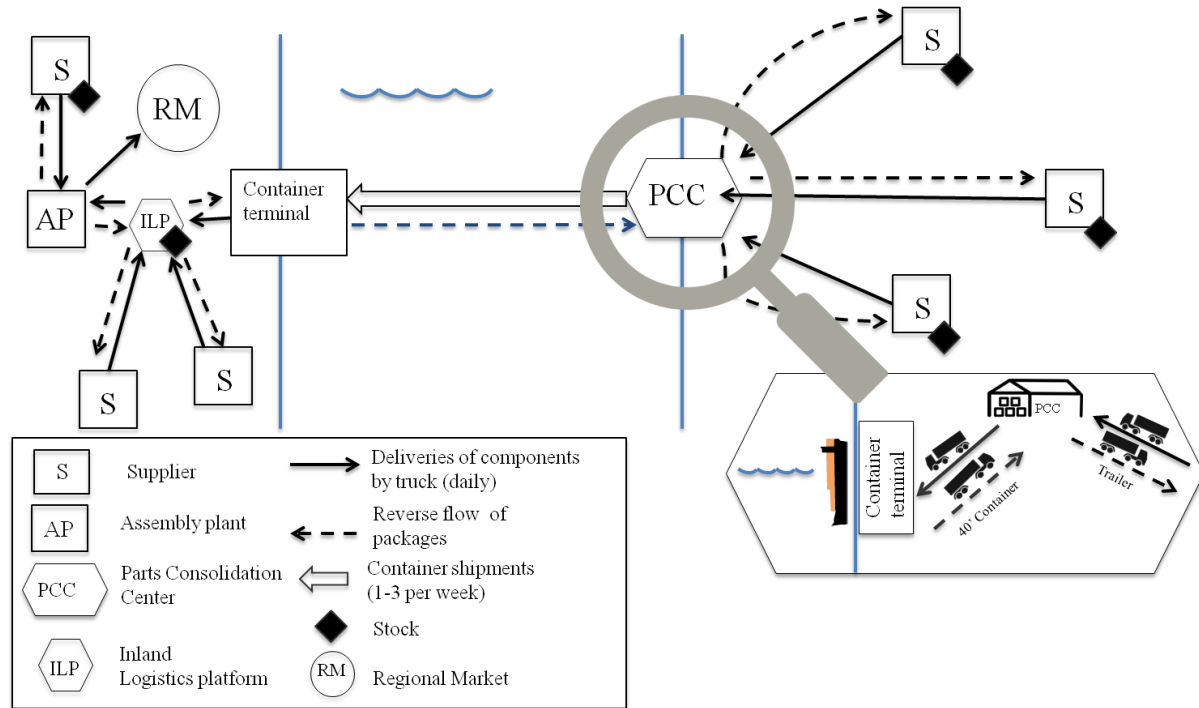 S
RM
AP
ILP
Container
terminal
S
S
PCC
S
S
S
PCC
Container
terminal
40’ Container
Trailer
S
Supplier
Deliveries of components
by truck (daily)
AP
Assembly plant
Reverse flow of
packages
PCC
Parts Consolidation
Center
Container shipments
(1-3 per week)
Stock
ILP
Inland
Logistics platform
RM
Regional Market